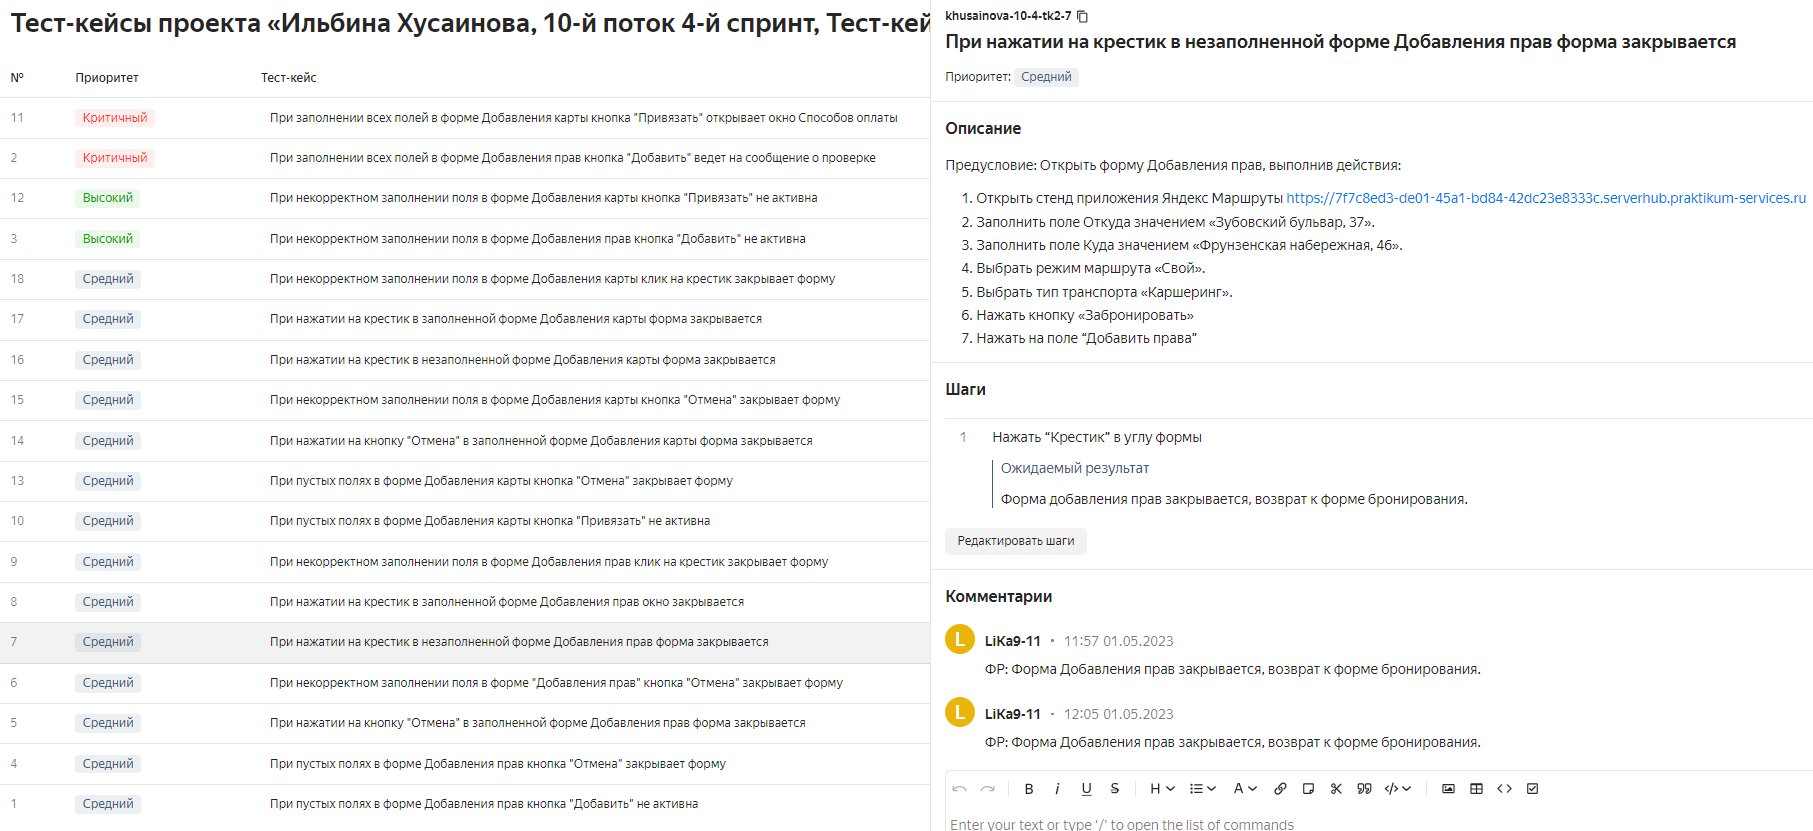 Тест-кейсы проекта «Ильбина Хусаинова, 10-й поток 4-й спринт, Тест-кей
№ Приоритет Тест-кейс
11 Критичный При заполнении всех полей в форме Добавления карты кнопка "Привязать" открывает окно Способов оплаты
2 Критичный При заполнении всех полей в форме Добавления прав кнопка "Добавить" ведет на сообщение о проверке
12 Высокий При некорректном заполнении поля в форме Добавления карты кнопка "Привязать" не активна
3 Высокий При некорректном заполнении поля в форме Добавления прав кнопка "Добавить" не активна
18 Средний При некорректном заполнении поля в форме Добавления карты клик на крестик закрывает форму
17 Средний При нажатии на крестик в заполненной форме Добавления карты форма закрывается
16 Средний При нажатии на крестик в незаполненной форме Добавления карты форма закрывается
15 Средний При некорректном заполнении поля в форме Добавления карты кнопка "Отмена" закрывает форму
14 Средний При нажатии на кнопку "Отмена" в заполненной форме Добавления карты форма закрывается
13 Средний При пустых полях в форме Добавления карты кнопка "Отмена" закрывает форму
10 Средний При пустых полях в форме Добавления карты кнопка "Привязать" не активна
9 Средний При некорректном заполнении поля в форме Добавления прав клик на крестик закрывает форму
8 Средний При нажатии на крестик в заполненной форме Добавления прав окно закрывается
7 Средний При нажатии на крестик в незаполненной форме Добавления прав форма закрывается
6 Средний При некорректном заполнении поля в форме "Добавления прав" кнопка "Отмена" закрывает форму
5 Средний При нажатии на кнопку "Отмена" в заполненной форме Добавления прав форма закрывается
4 Средний При пустых полях в форме Добавления прав кнопка "Отмена" закрывает форму
1 Средний При пустых полях в форме Добавления прав кнопка "Добавить" не активна
khusainova-10-4-tk2-7
При нажатии на крестик в незаполненной форме Добавления прав форма закрывается
Приоритет: Средний
Описание
Предусловие: Открыть форму Добавления прав, выполнив действия:
1. Открыть стенд приложения Яндекс Маршруты https://7f7c8ed3-de01-45a1-bd84-42dc23e8333c.serverhub.praktikum-services.ru
2. Заполнить поле Откуда значением «Зубовский бульвар, 37».
3. Заполнить поле Куда значением «Фрунзенская набережная, 46».
4. Выбрать режим маршрута «Свой».
5. Выбрать тип транспорта «Каршеринг».
6. Нажать кнопку «Забронировать»
7. Нажать на поле “Добавить права”
Шаги
1 Нажать “Крестик” в углу формы
Ожидаемый результат
Форма добавления прав закрывается, возврат к форме бронирования.
Редактировать шаги
Комментарии
L LiKa9-11 • 11:57 01.05.2023
ФР: Форма Добавления прав закрывается, возврат к форме бронирования.
L LiKa9-11 • 12:05 01.05.2023
ФР: Форма Добавления прав закрывается, возврат к форме бронирования.
B i U S H A
Enter your text or type '/' to open the list of commands